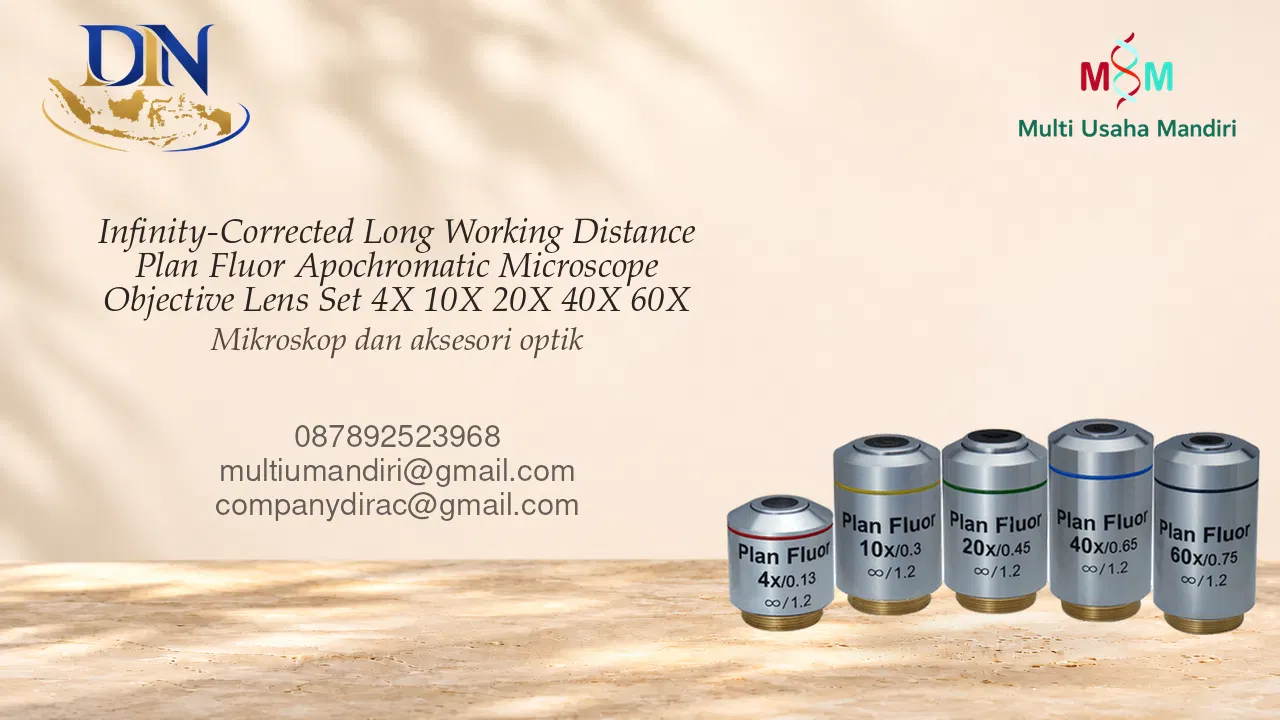 DIN
M M
Multi Usaha Mandiri
Infinity-Corrected Long Working Distance
Plan Fluor Apochromatic Microscope
Objective Lens Set 4X 10X 20X 40X 60X
Mikroskop dan aksesori optik
087892523968
multiumandiri@gmail.com
companydirac@gmail.com
Plan Fluor
4x/0.13
∞/1.2
Plan Fluor
10x/0.3
∞/1.2
Plan Fluor
20x/0.45
∞/1.2
Plan Fluor
40x/0.65
∞/1.2
Plan Fluor
60x/0.75
∞/1.2